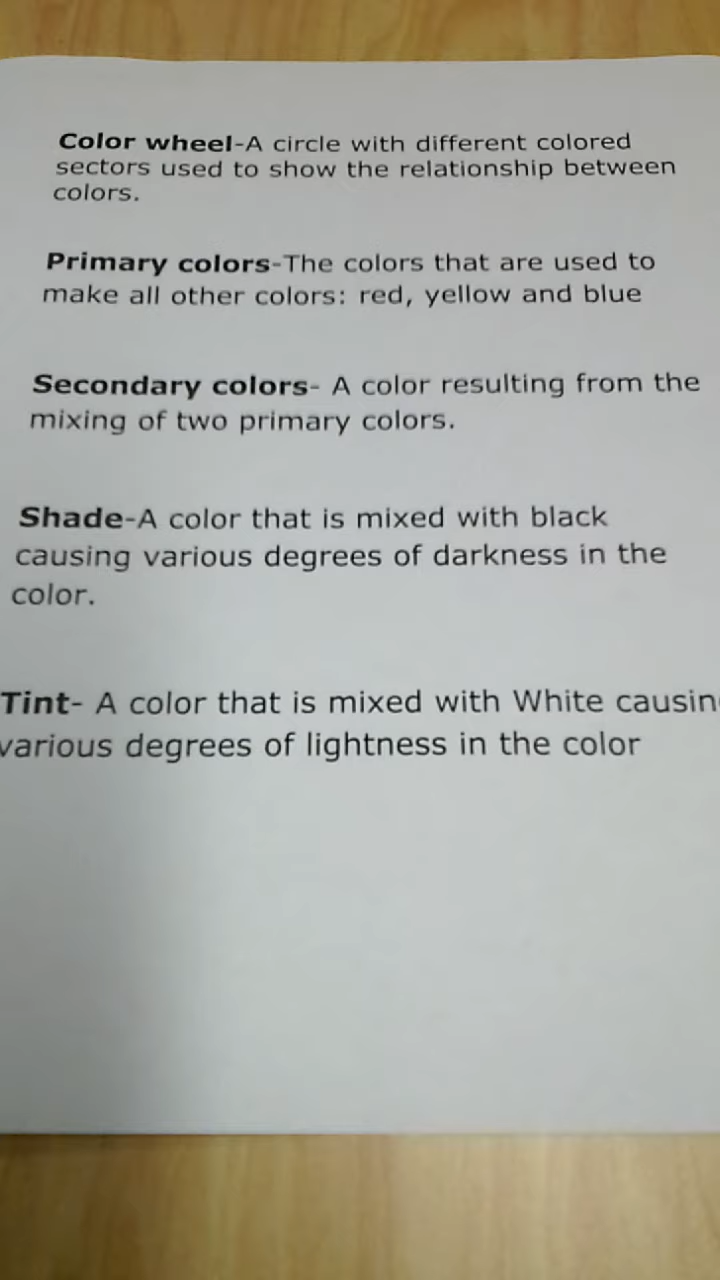 Color wheel-A circle with different colored
sectors used to show the relationship between
colors.
Primary colors-The colors that are used to
make all other colors: red, yellow and blue
Secondary colors- A color resulting from the
mixing of two primary colors.
Shade-A color that is mixed with black
causing various degrees of darkness in the
color.
Tint- A color that is mixed with White causin
various degrees of lightness in the color